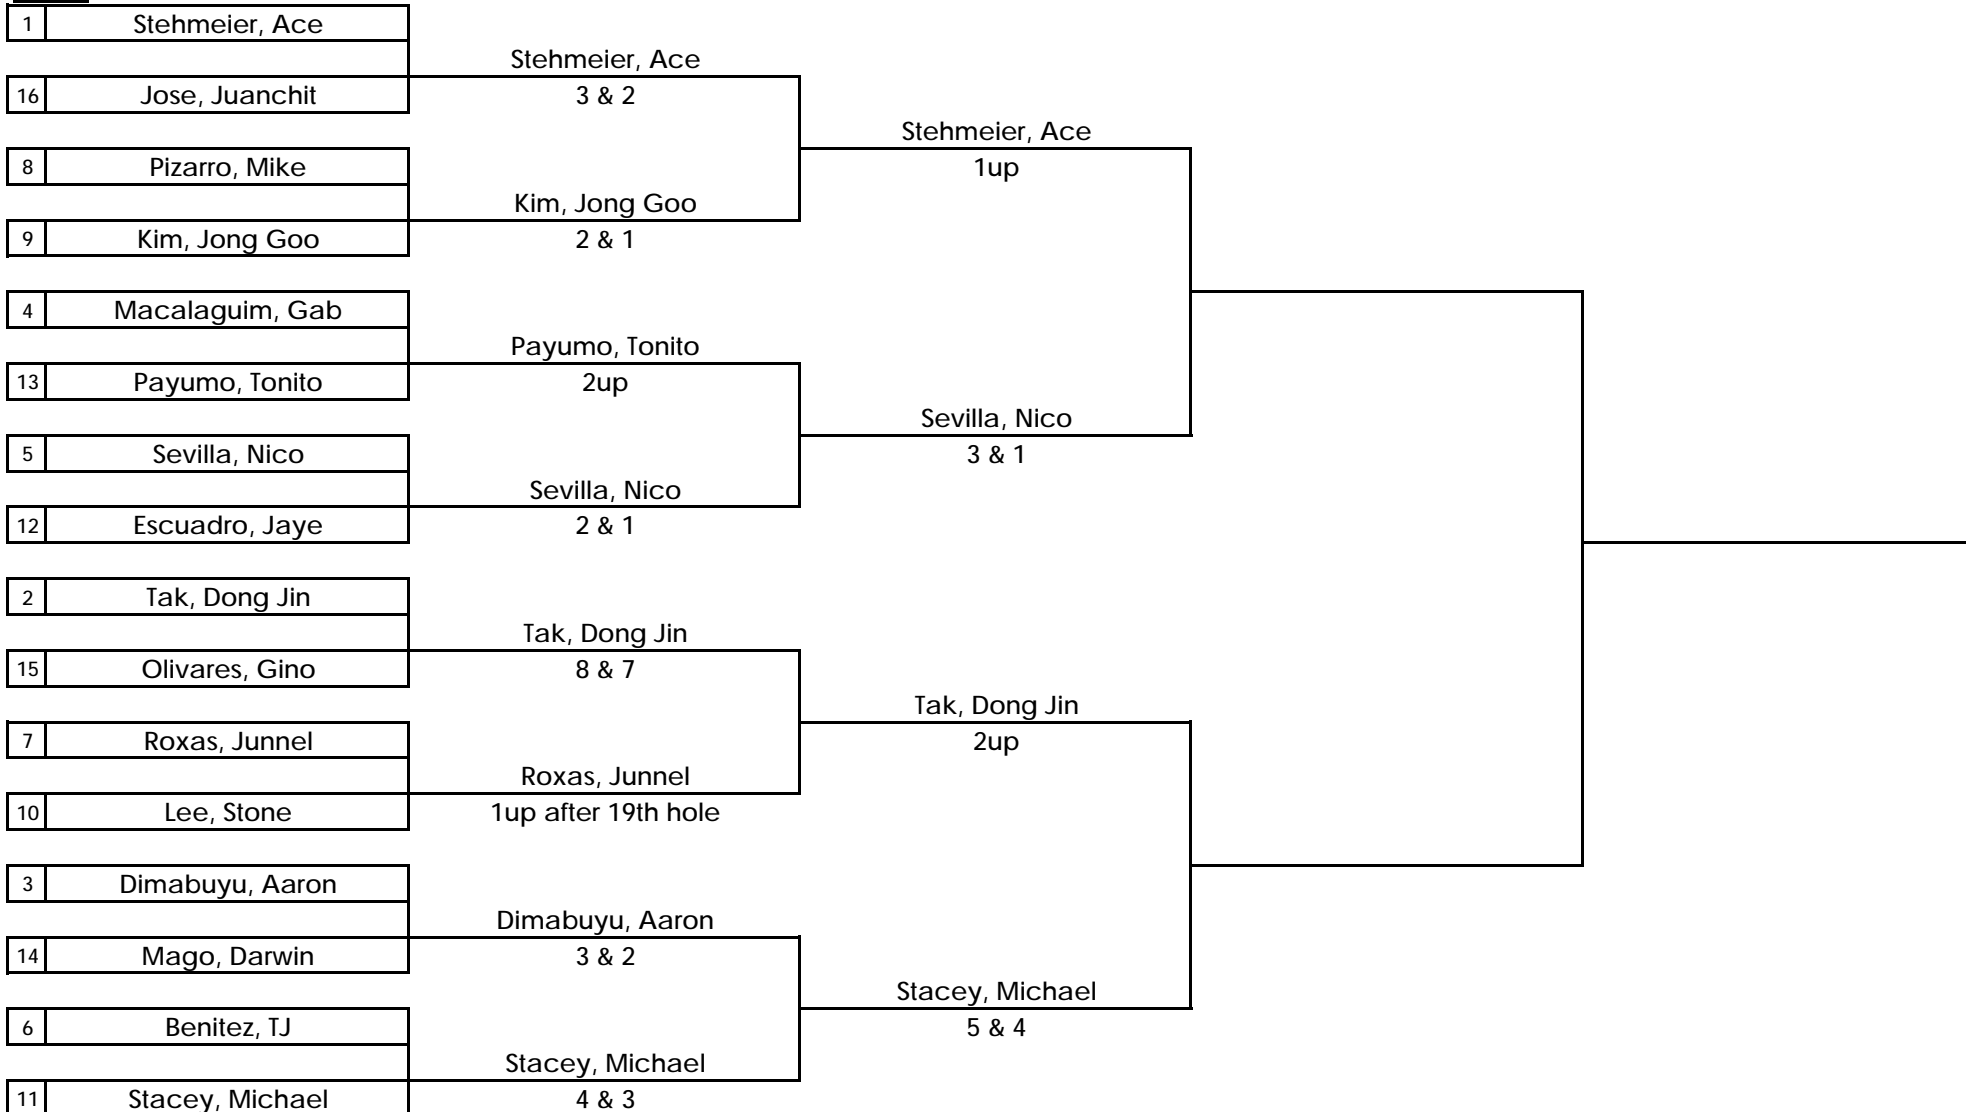 1 Stehmeier, Ace
Stehmeier, Ace
16 Jose, Juanchit 3 & 2
Stehmeier, Ace
8 Pizarro, Mike 1up
Kim, Jong Goo
9 Kim, Jong Goo 2 & 1
4 Macalaguim, Gab
Payumo, Tonito
13 Payumo, Tonito 2up
Sevilla, Nico
5 Sevilla, Nico 3 & 1
Sevilla, Nico
12 Escuadro, Jaye 2 & 1
2 Tak, Dong Jin
Tak, Dong Jin
15 Olivares, Gino 8 & 7
Tak, Dong Jin
7 Roxas, Junnel 2up
Roxas, Junnel
10 Lee, Stone 1up after 19th hole
3 Dimabuyu, Aaron
Dimabuyu, Aaron
14 Mago, Darwin 3 & 2
Stacey, Michael
6 Benitez, TJ 5 & 4
Stacey, Michael
11 Stacey, Michael 4 & 3